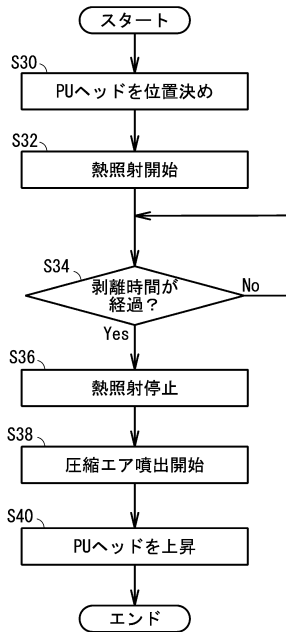 スタート
S30
PUヘッドを位置決め
S32
熱照射開始
S34
剥離時間が
経過？
No
Yes
S36
熱照射停止
S38
圧縮エア噴出開始
S40
PUヘッドを上昇
エンド